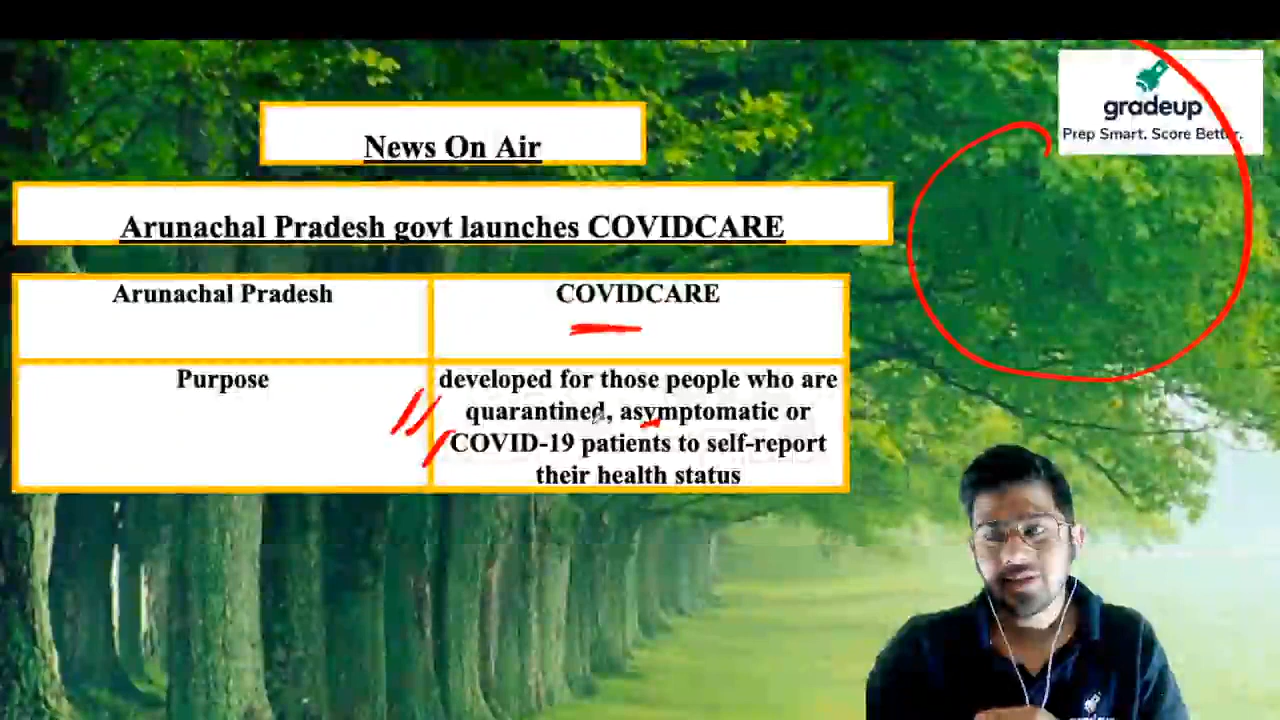 gradeup
Prep Smart. Score Better.
News On Air
Arunachal Pradesh govt launches COVIDCARE
Arunachal Pradesh
COVIDCARE
Purpose
developed for those people who are
quarantined, asymptomatic or
COVID-19 patients to self-report
their health status
gradeup